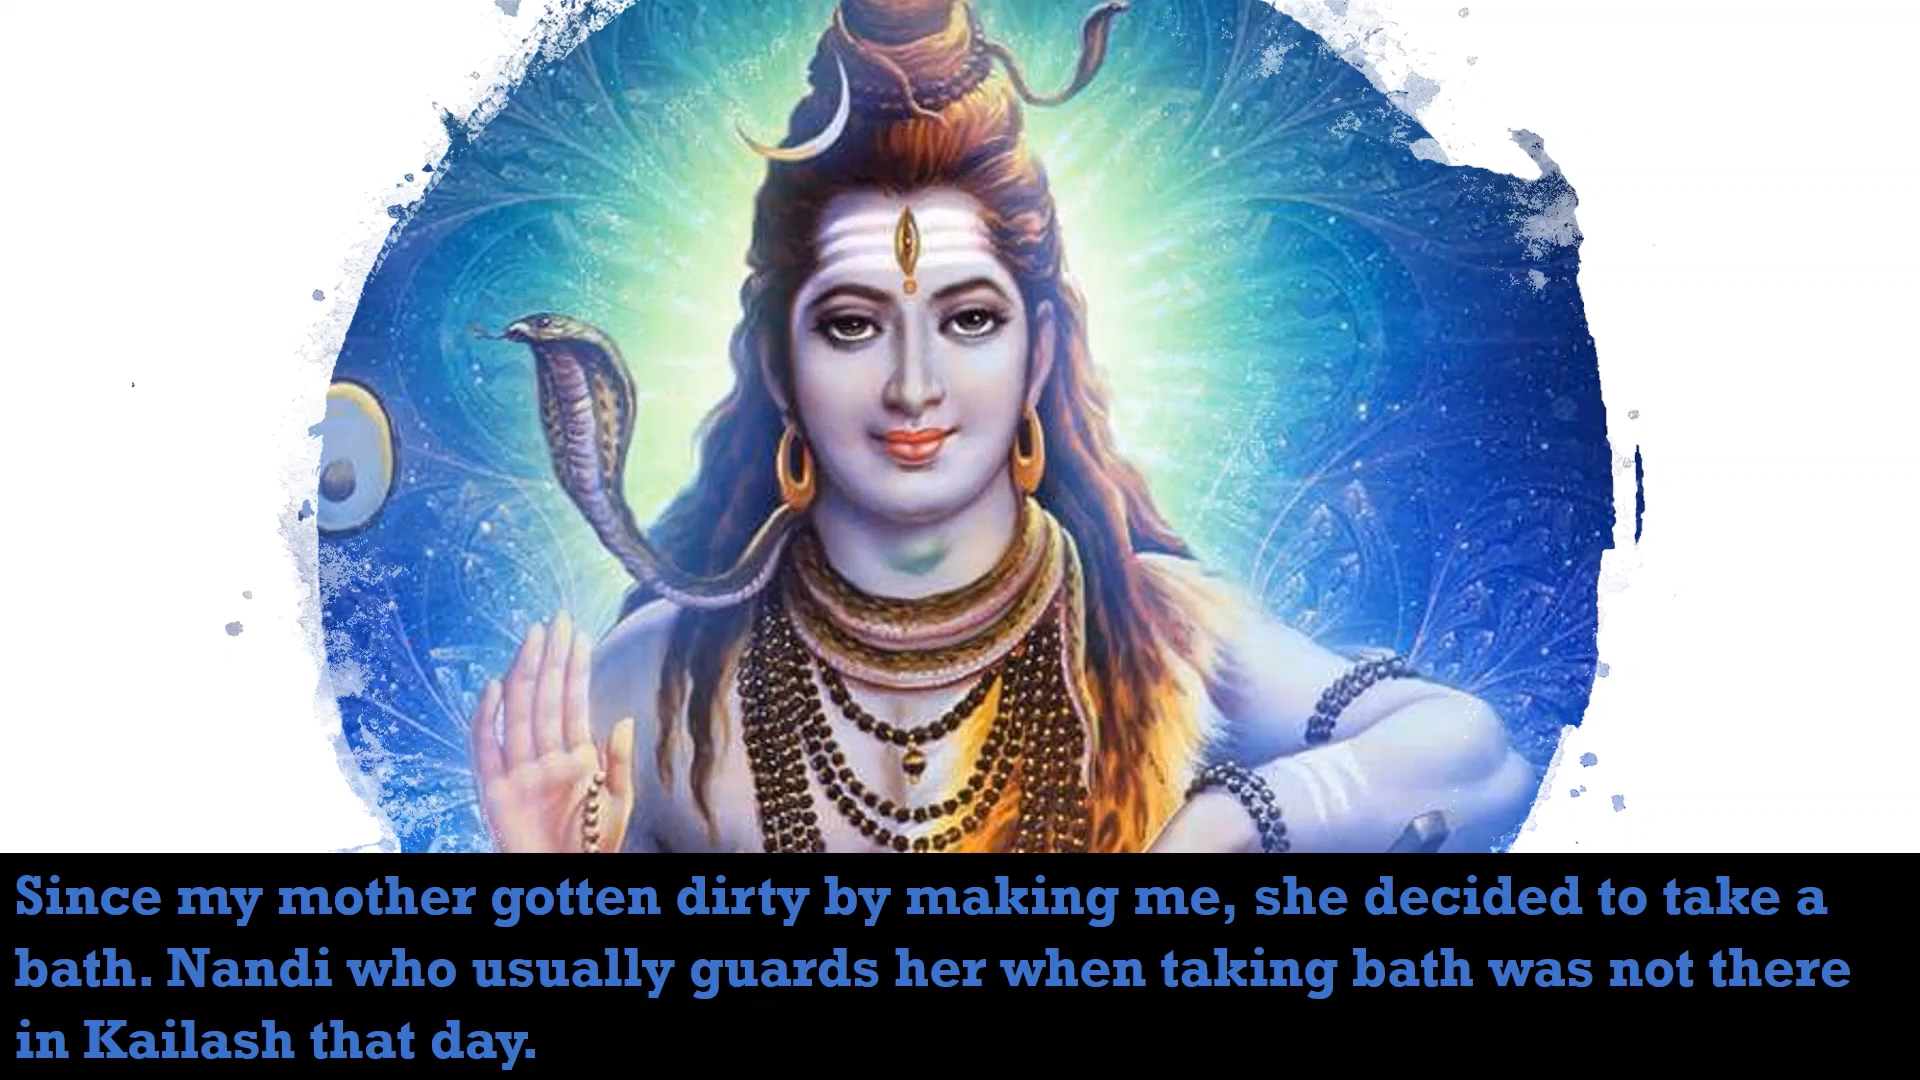 Since my mother gotten dirty by making me, she decided to take a
bath. Nandi who usually guards her when taking bath was not there
in Kailash that day.